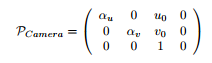 𝒫_Camera = ( α_u 0 u_0 0
0 α_v v_0 0
0 0 1 0 )